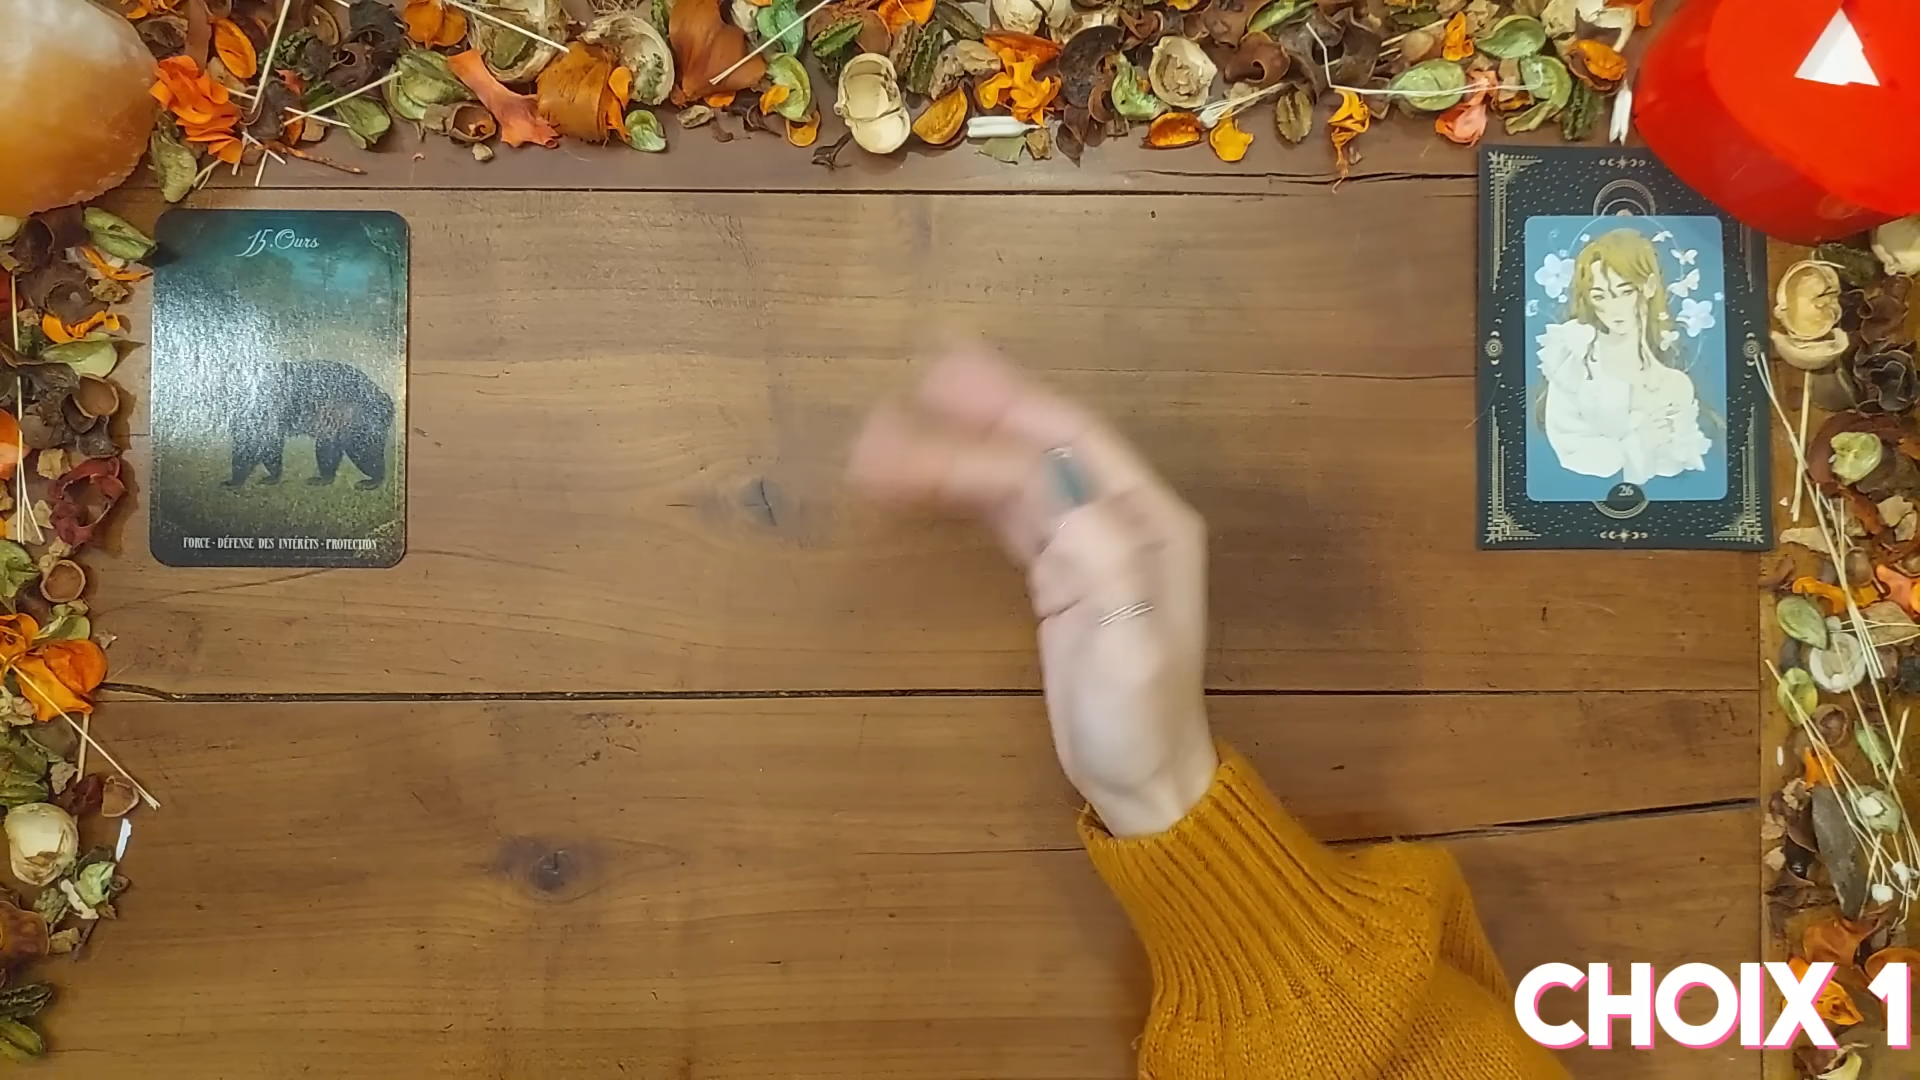 15. Ours
FORCE - DÉFENSE DES INTÉRÊTS - PROTECTION
26
CHOIX 1